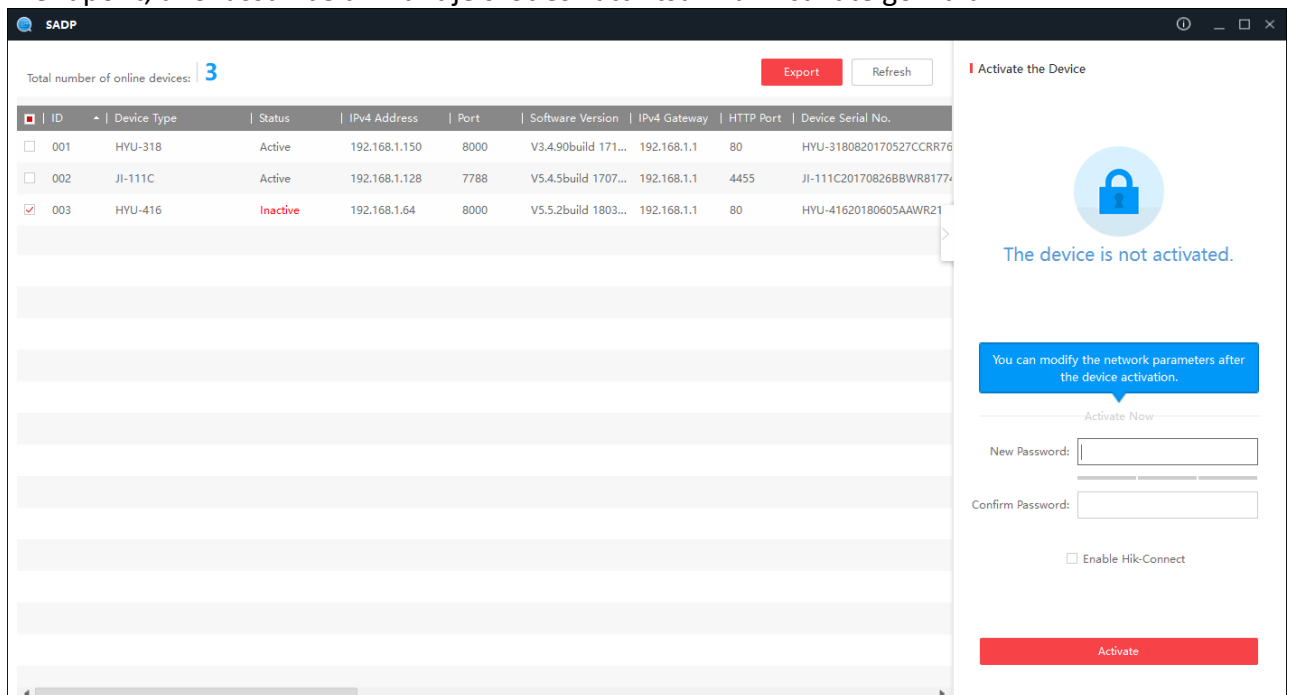 SADP
Total number of online devices: 3
Export
Refresh
ID | Device Type | Status | IPv4 Address | Port | Software Version | IPv4 Gateway | HTTP Port | Device Serial No.
001 HYU-318 Active 192.168.1.150 8000 V3.4.90build 171... 192.168.1.1 80 HYU-3180820170527CCRR76
002 JI-111C Active 192.168.1.128 7788 V5.4.5build 1707... 192.168.1.1 4455 JI-111C20170826BBWR8177
003 HYU-416 Inactive 192.168.1.64 8000 V5.5.2build 1803... 192.168.1.1 80 HYU-41620180605AAWR21
Activate the Device
The device is not activated.
You can modify the network parameters after
the device activation.
Activate Now
New Password:
Confirm Password:
Enable Hik-Connect
Activate